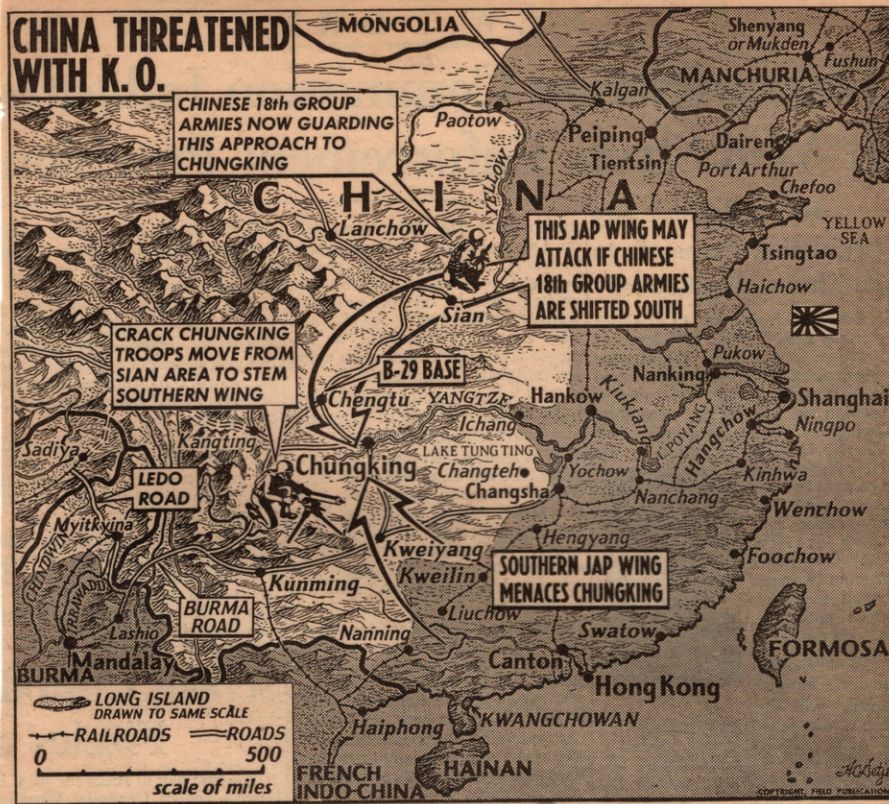 CHINA THREATENED
WITH K.O.
MONGOLIA
Shenyang
or Mukden
Fushun
MANCHURIA
CHINESE 18th GROUP
ARMIES NOW GUARDING
THIS APPROACH TO
CHUNGKING
Paotow
Kalgan
Peiping
Tientsin
Dairen
Port Arthur
Chefoo
YELLOW
CHINA
Lanchow
YELLOW
SEA
THIS JAP WING MAY
ATTACK IF CHINESE
18th GROUP ARMIES
ARE SHIFTED SOUTH
Tsingtao
Haichow
Sian
CRACK CHUNGKING
TROOPS MOVE FROM
SIAN AREA TO STEM
SOUTHERN WING
B-29 BASE
Pukow
Nanking
Shanghai
Chengtu
YANGTZE
Hankow
Kiukiang
Ichang
L. POYANG
Hangchow
Ningpo
Sadiya
Kangting
Chungking
LAKE TUNG TING
Changteh
Yochow
Changsha
Nanchang
Kinhwa
Wenchow
LEDO
ROAD
Myitkyina
CHINDWIN
IRRAWADDY
Hengyang
Kweiyang
Kweilin
SOUTHERN JAP WING
MENACES CHUNGKING
Foochow
Kunming
BURMA
ROAD
Liuchow
Lashio
Nanning
Swatow
FORMOSA
Mandalay
BURMA
Canton
Hong Kong
LONG ISLAND
DRAWN TO SAME SCALE
RAILROADS
ROADS
0 500
scale of miles
Haiphong
KWANGCHOWAN
FRENCH
INDO-CHINA
HAINAN
COPYRIGHT, FIELD PUBLICATION